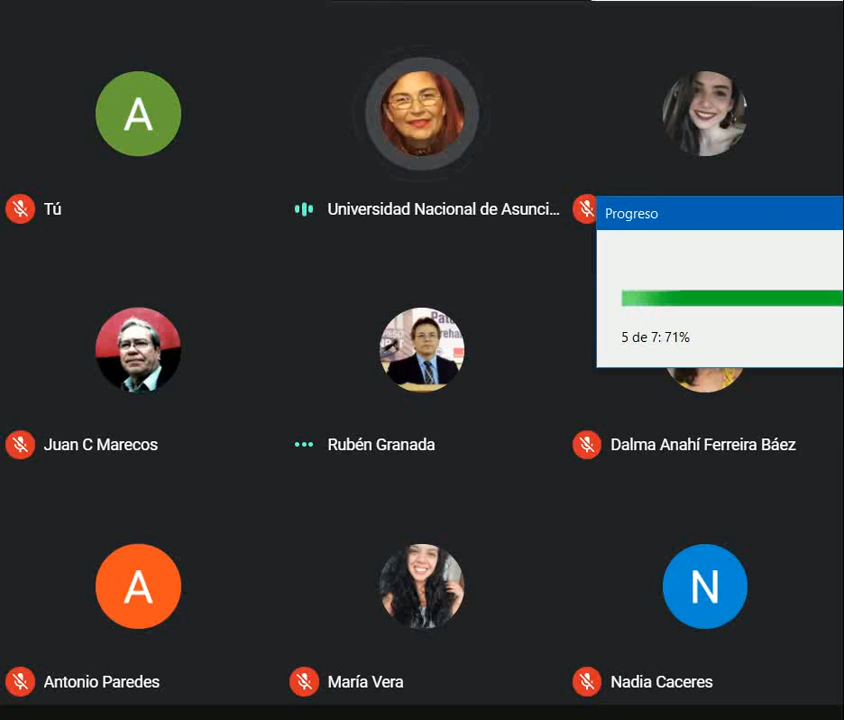 A
Tú
Universidad Nacional de Asunci...
Progreso
5 de 7: 71%
Juan C Marecos
Rubén Granada
Dalma Anahí Ferreira Báez
A
N
Antonio Paredes
María Vera
Nadia Caceres